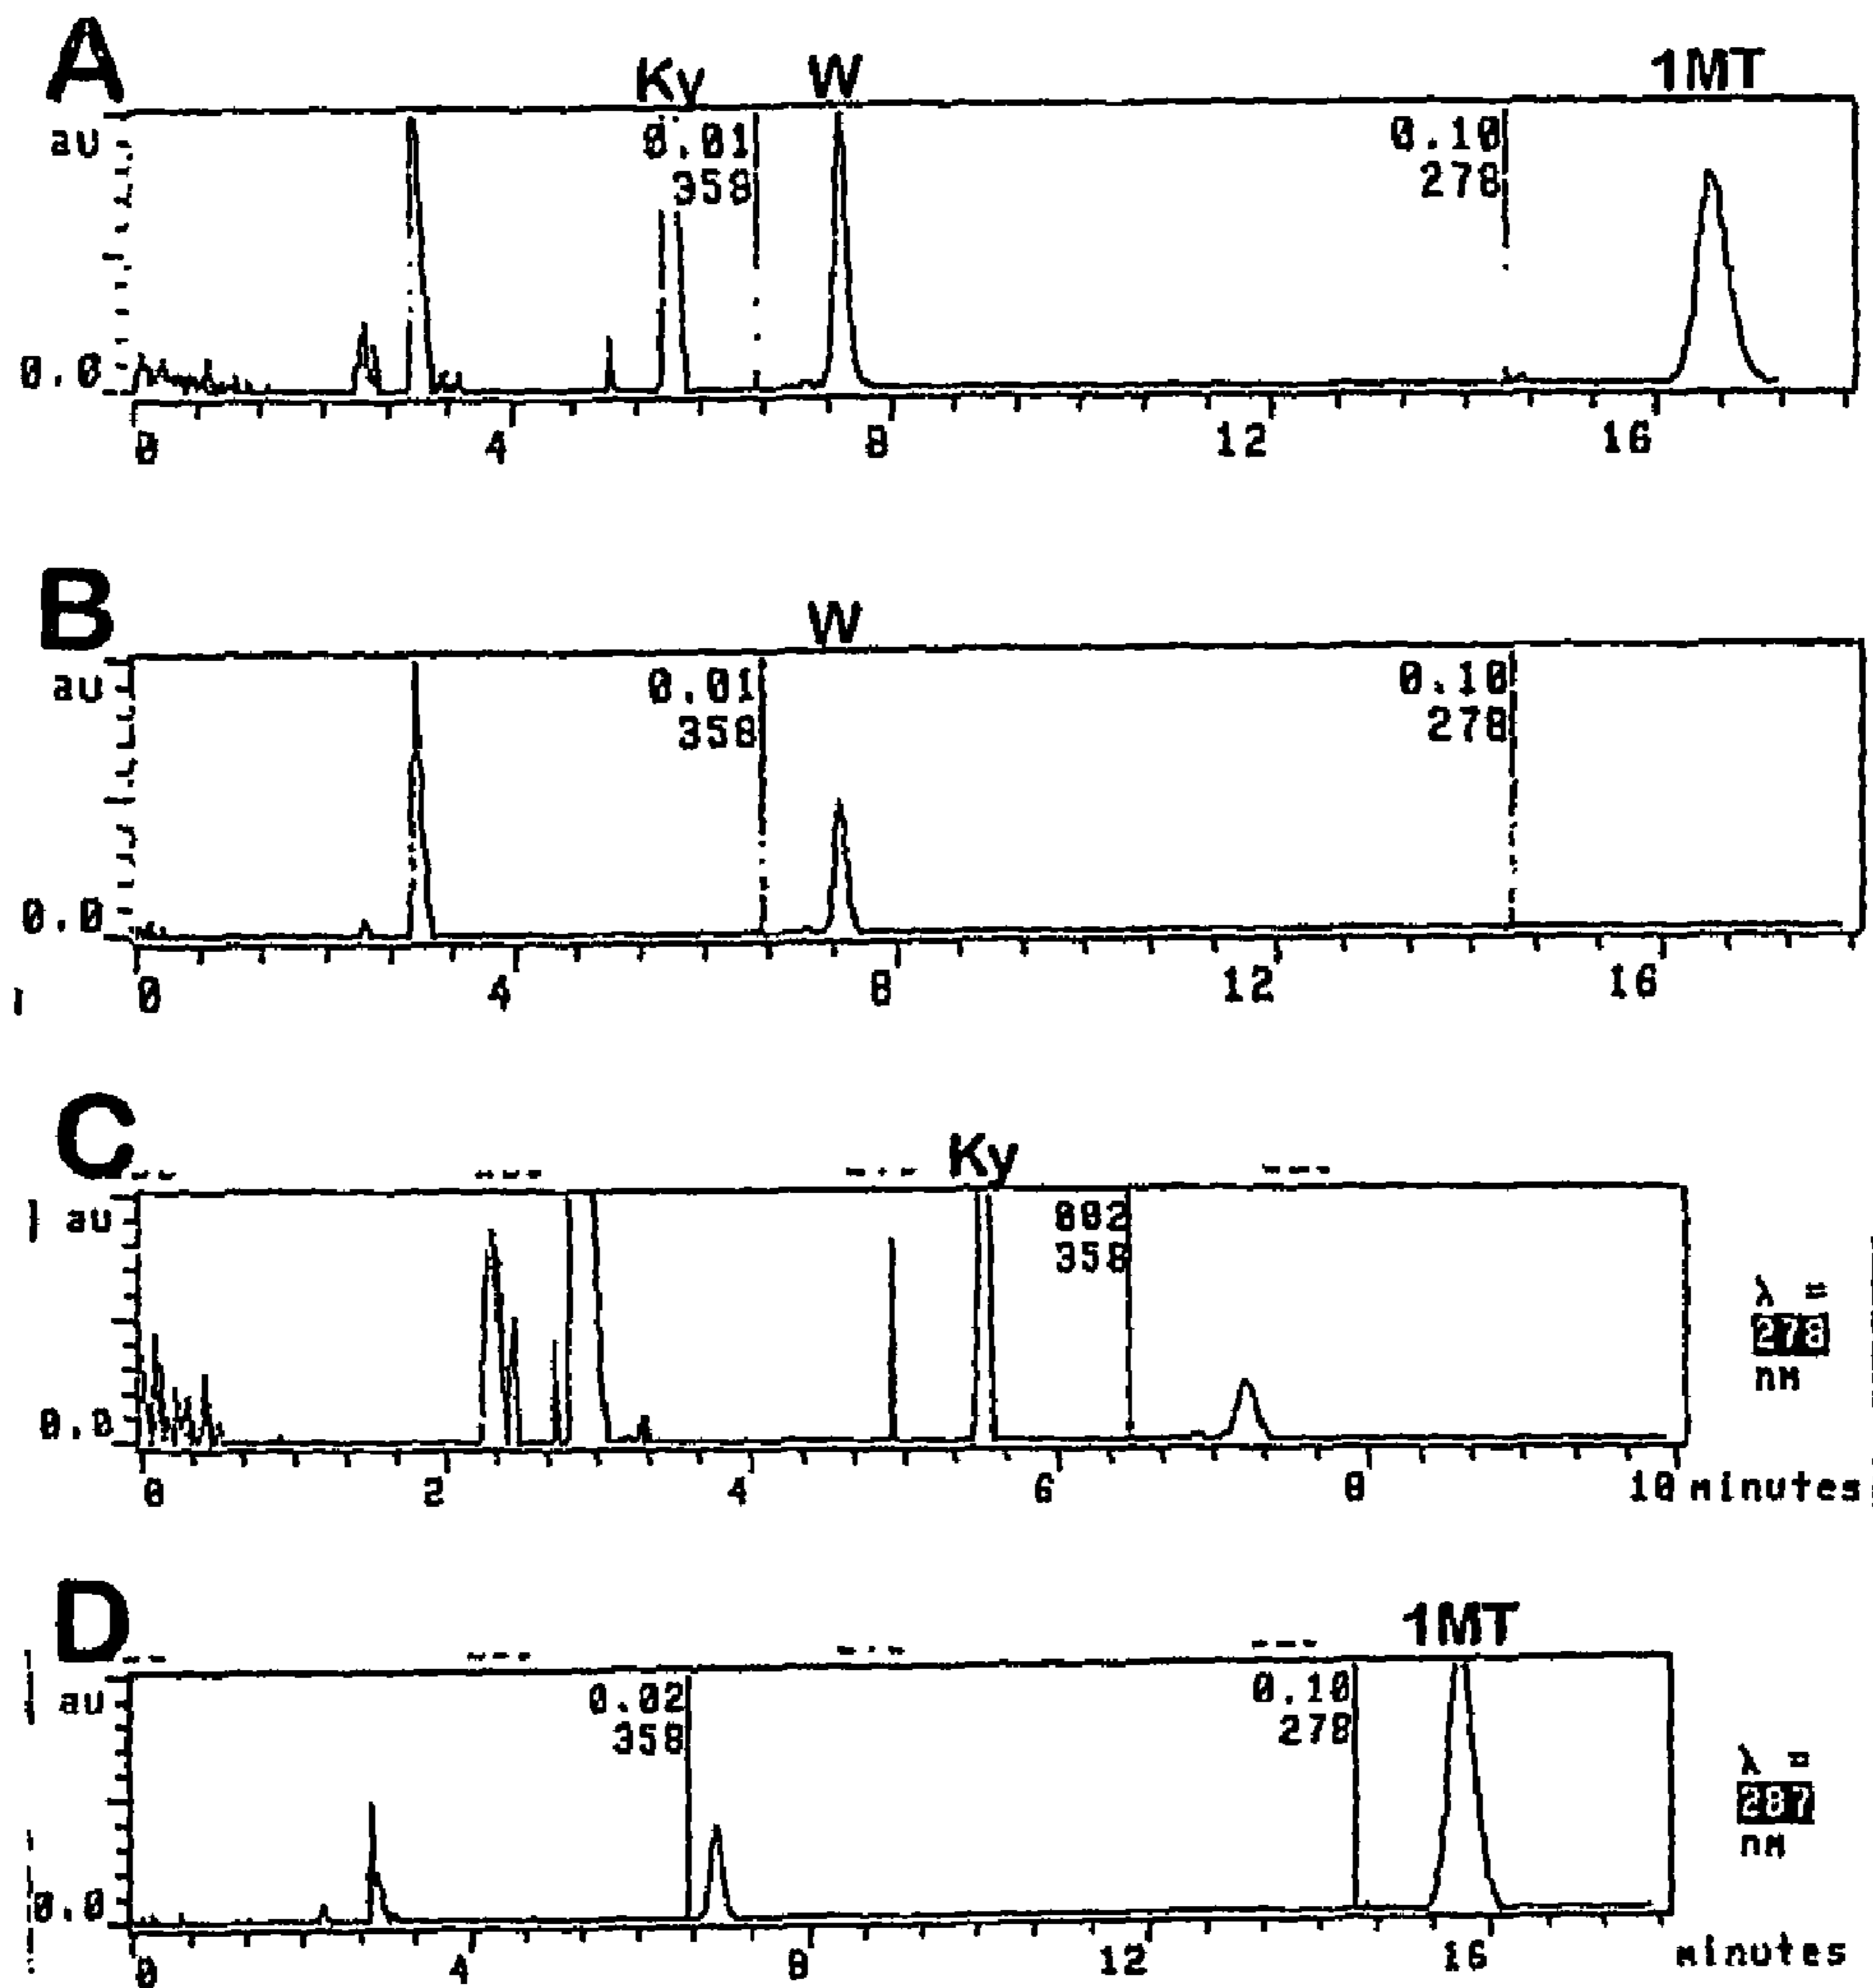 A
Ky W 1MT
au 0.01 0.10
358 278
0.0
0 4 8 12 16
B
W
au 0.01 0.10
358 278
0.0
0 4 8 12 16
C
Ky
au 002
358
λ =
278
nm
0.0
0 2 4 6 8 10 minutes
D
1MT
au 0.02 0.10
358 278
λ =
287
nm
0.0
0 4 8 12 16 minutes